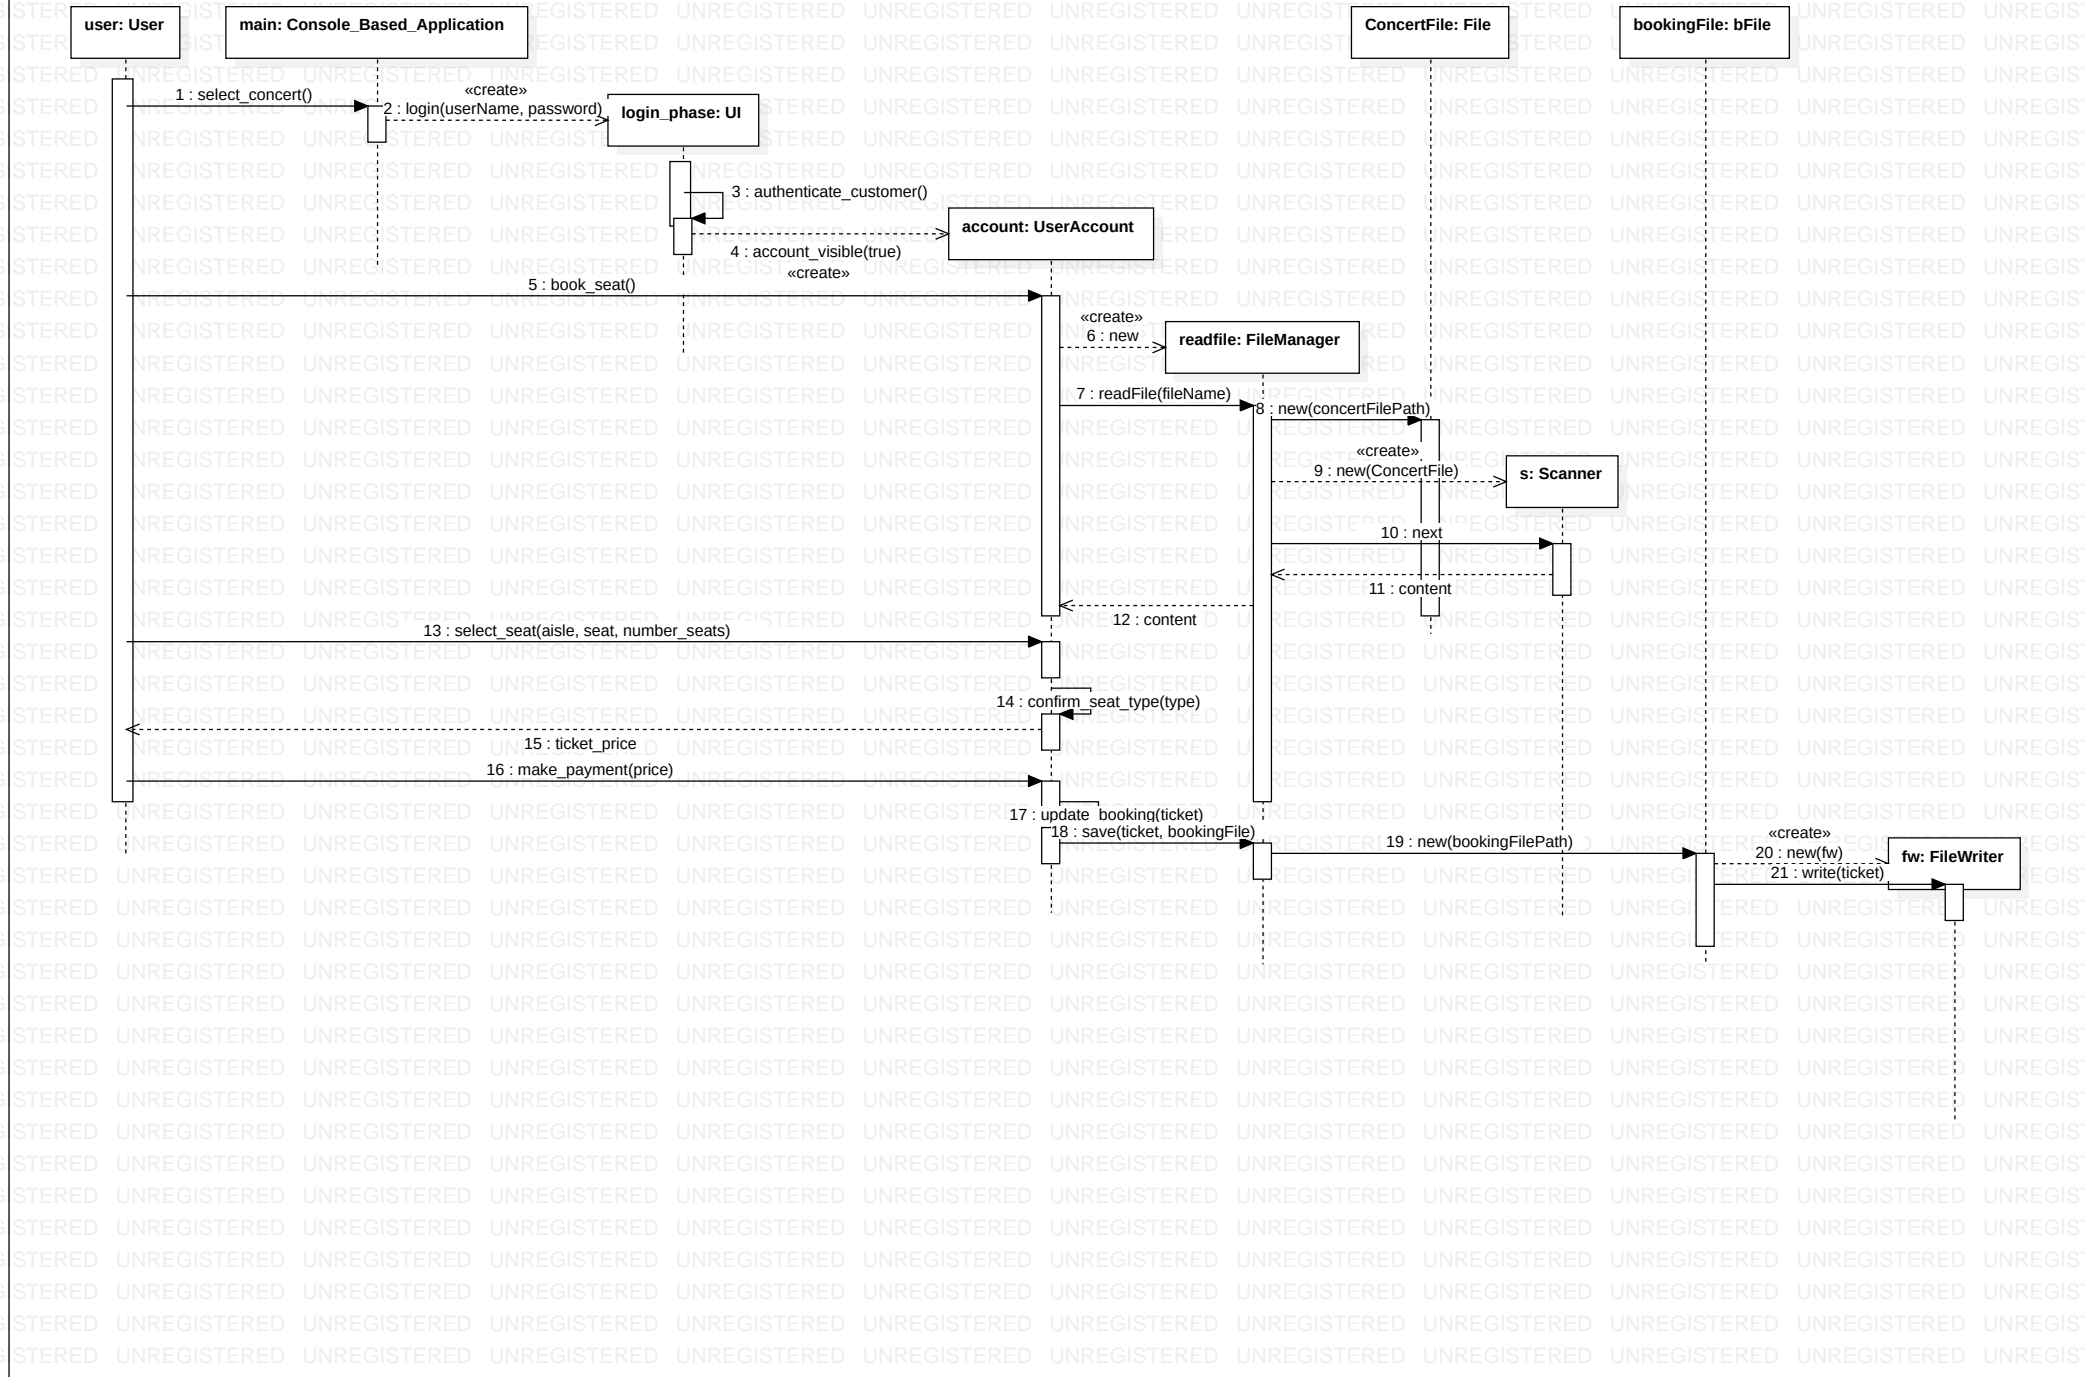 user: User
main: Console_Based_Application
ConcertFile: File
bookingFile: bFile
1 : select_concert()
«create»
2 : login(userName, password)
login_phase: UI
3 : authenticate_customer()
account: UserAccount
4 : account_visible(true)
«create»
5 : book_seat()
«create»
6 : new
readfile: FileManager
7 : readFile(fileName)
8 : new(concertFilePath)
«create»
9 : new(ConcertFile)
s: Scanner
10 : next
11 : content
12 : content
13 : select_seat(aisle, seat, number_seats)
14 : confirm_seat_type(type)
15 : ticket_price
16 : make_payment(price)
17 : update_booking(ticket)
18 : save(ticket, bookingFile)
19 : new(bookingFilePath)
«create»
20 : new(fw)
fw: FileWriter
21 : write(ticket)
UNREGISTERED